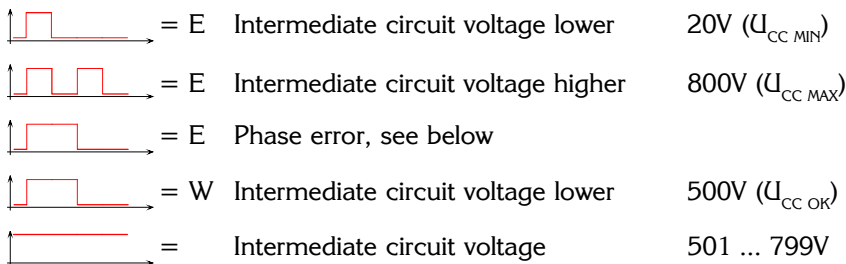 = E Intermediate circuit voltage lower 20V (U_CC MIN)
= E Intermediate circuit voltage higher 800V (U_CC MAX)
= E Phase error, see below
= W Intermediate circuit voltage lower 500V (U_CC OK)
= Intermediate circuit voltage 501 ... 799V